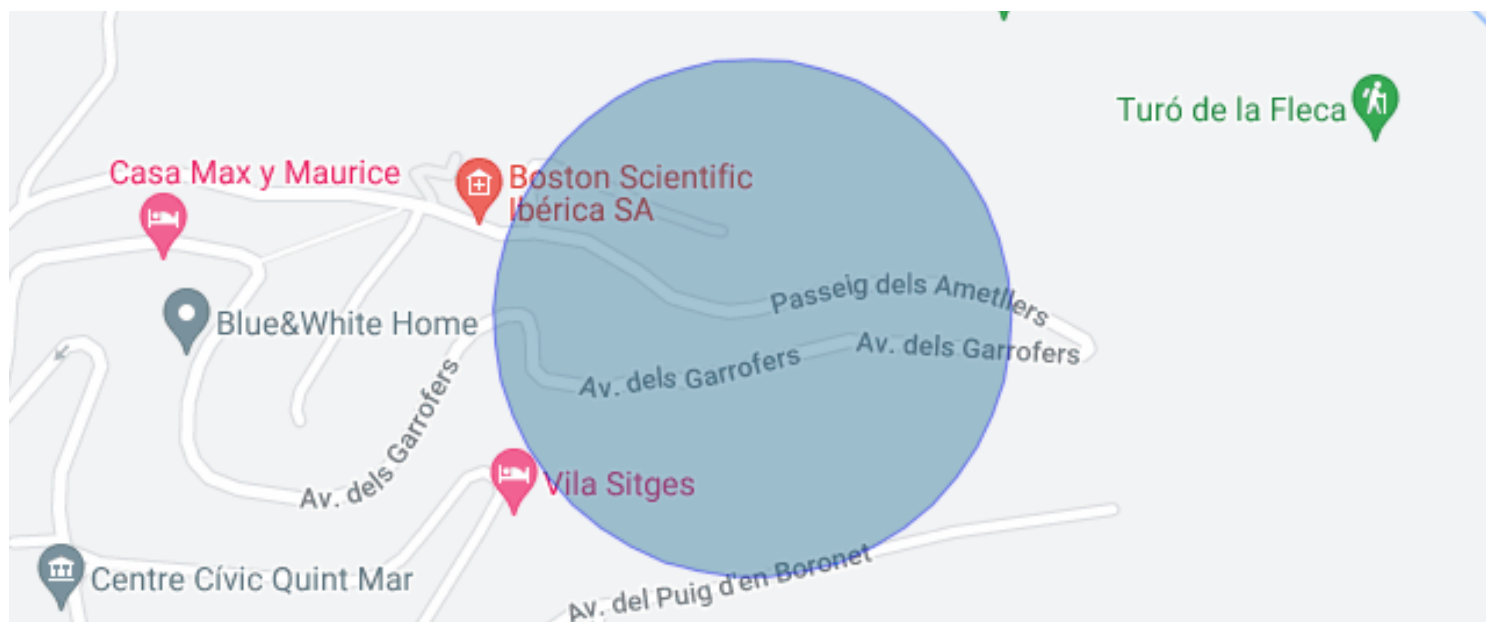 Turó de la Fleca
Casa Max y Maurice
Boston Scientific
Ibérica SA
Passeig dels Ametllers
Blue&White Home
Av. dels Garrofers
Av. dels Garrofers
Av. dels Garrofers
Vila Sitges
Centre Cívic Quint Mar
Av. del Puig d'en Boronet